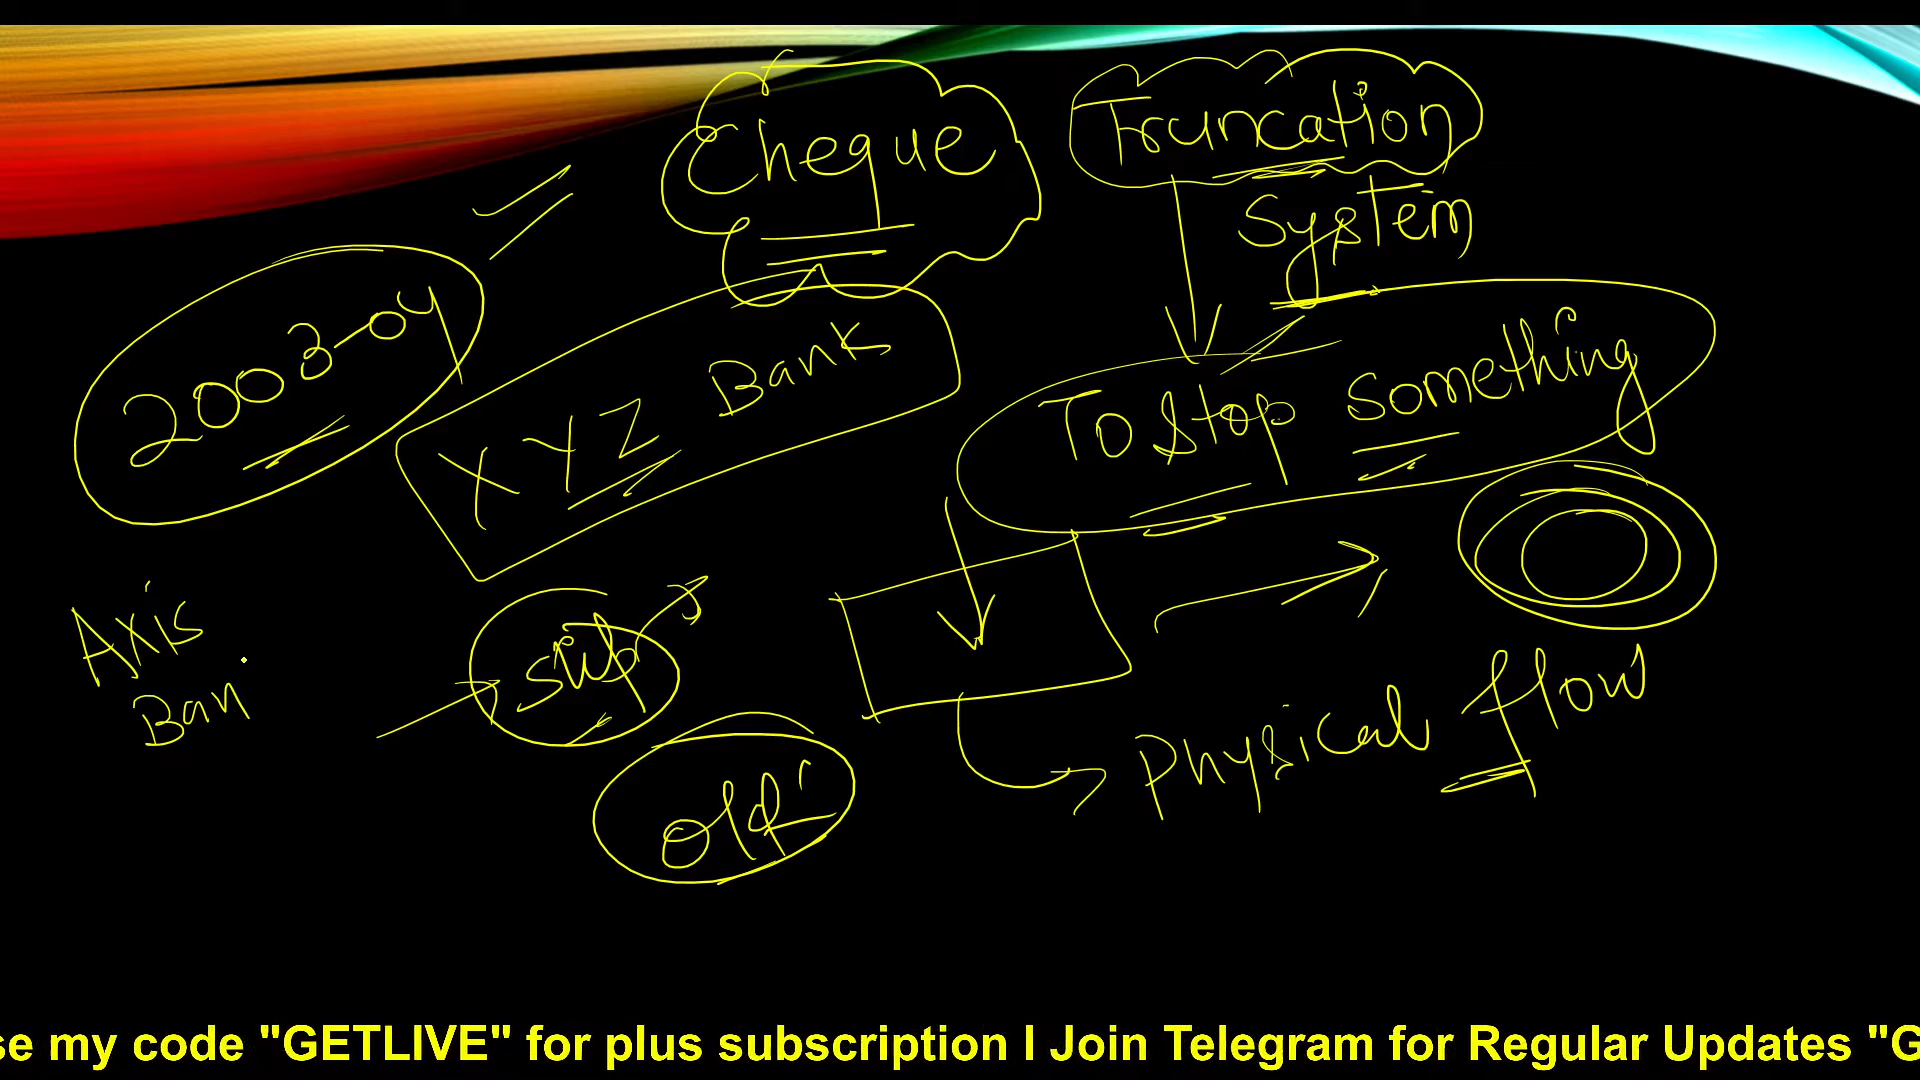 Cheque Truncation
System
2003-04
XYZ Bank
To Stop Something
Axis
Ban
slip
Physical flow
old
se my code "GETLIVE" for plus subscription I Join Telegram for Regular Updates "G